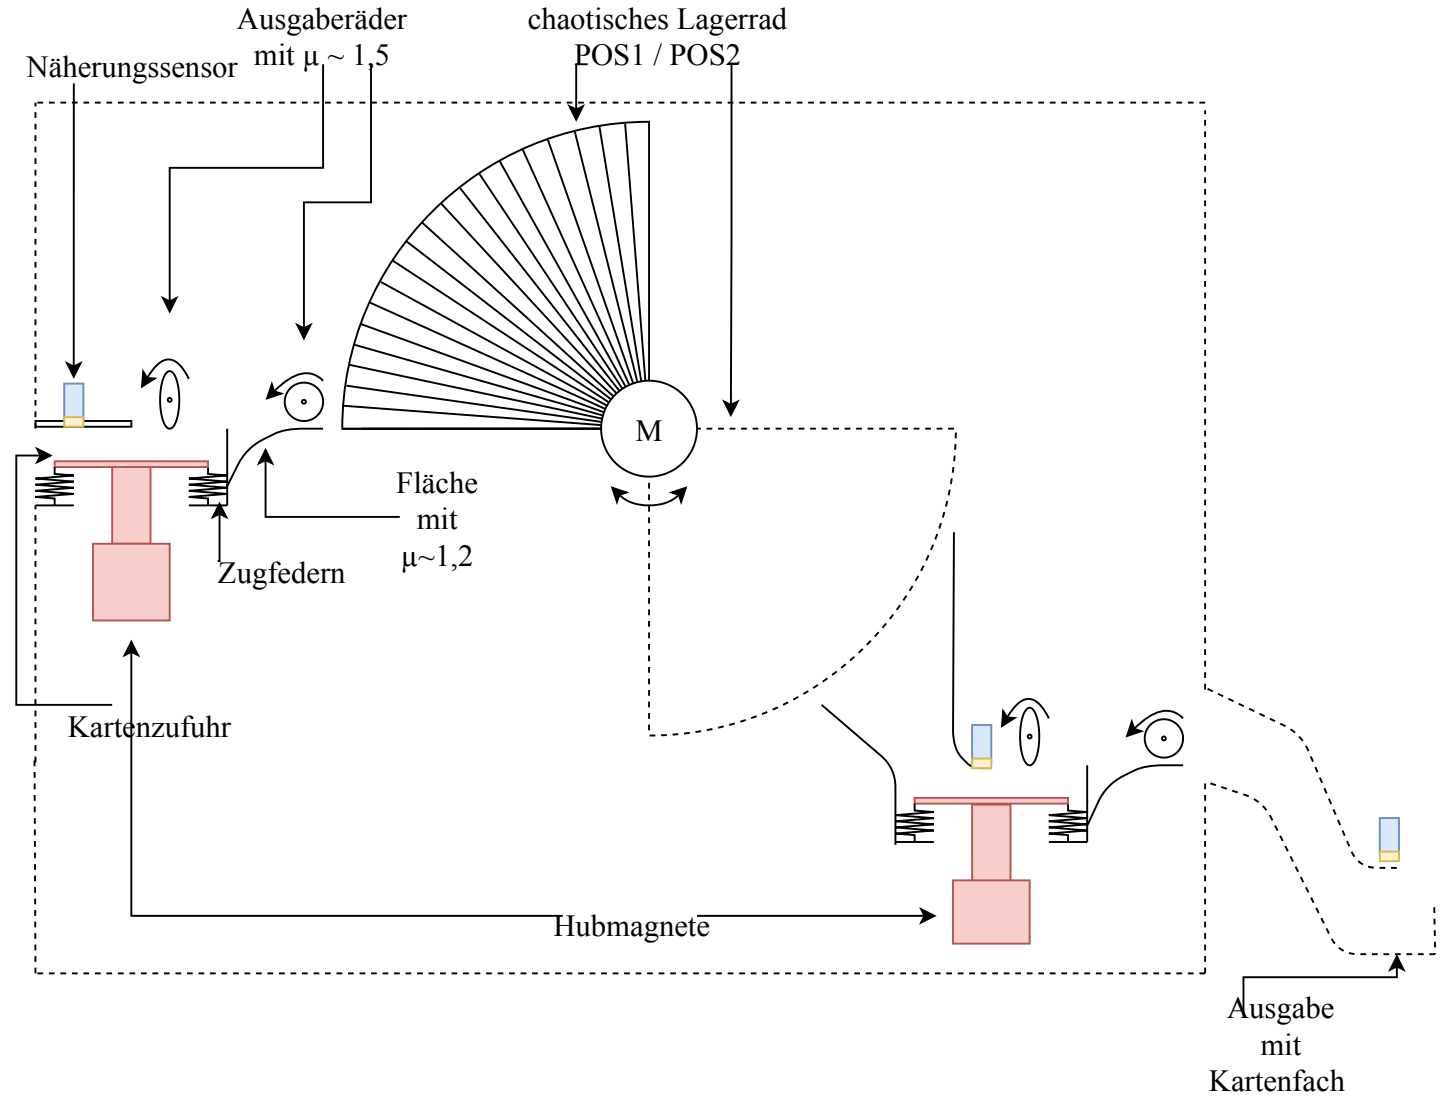 Ausgaberäder
mit µ ~ 1,5
chaotisches Lagerrad
POS1 / POS2
Näherungssensor
M
Fläche
mit
µ~1,2
Zugfedern
Kartenzufuhr
Hubmagnete
Ausgabe
mit
Kartenfach